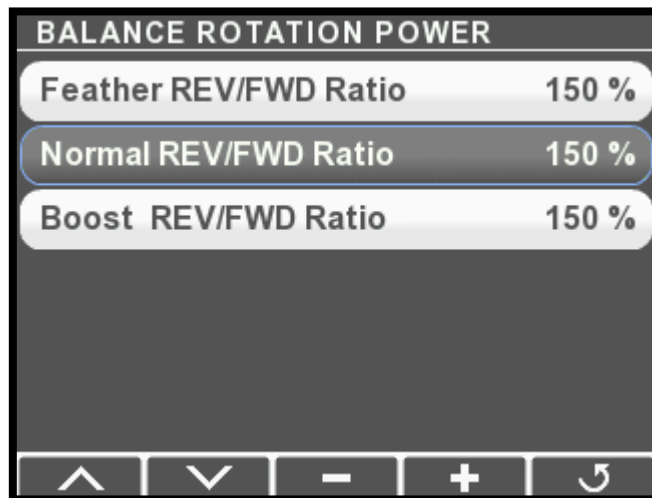 BALANCE ROTATION POWER
Feather REV/FWD Ratio 150 %
Normal REV/FWD Ratio 150 %
Boost REV/FWD Ratio 150 %